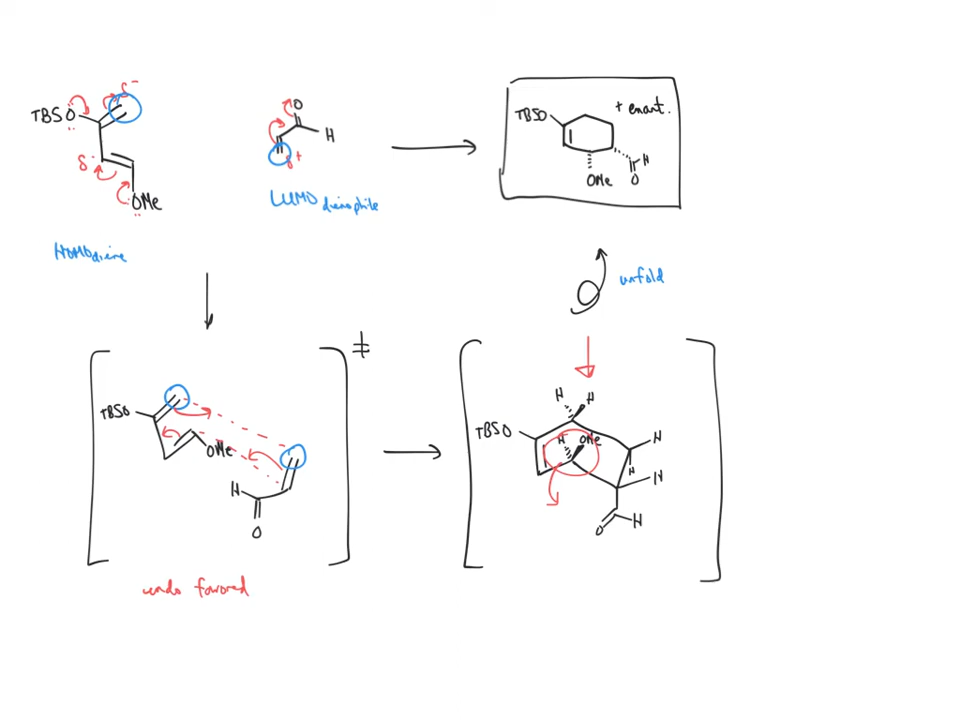 δ⁻
TBSO
O
H
δ⁻
δ⁺
OMe
HOMO diene
LUMO dienophile
TBSO
+ enant.
H
OMe
O
unfold
‡
TBSO
OMe
H
O
endo favored
H
H
TBSO
H
OMe
H
H
H
O
H